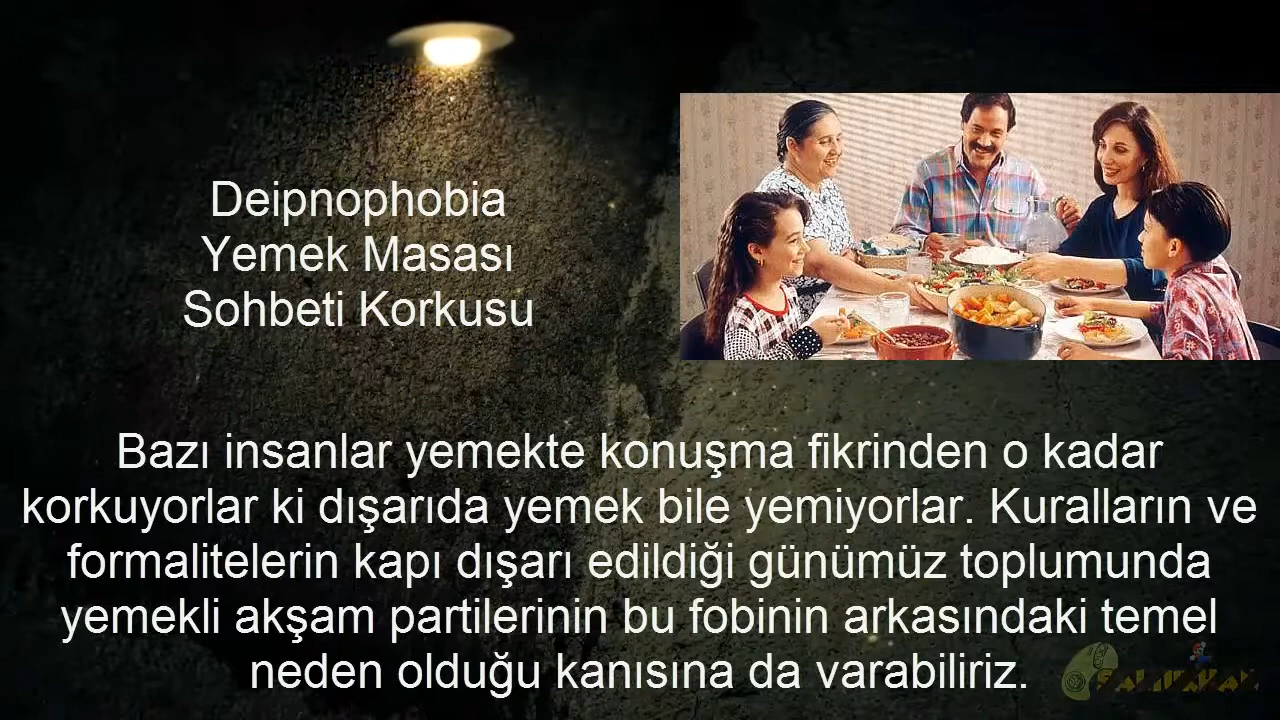 Deipnophobia
Yemek Masası
Sohbeti Korkusu
Bazı insanlar yemekte konuşma fikrinden o kadar
korkuyorlar ki dışarıda yemek bile yemiyorlar. Kuralların ve
formalitelerin kapı dışarı edildiği günümüz toplumunda
yemekli akşam partilerinin bu fobinin arkasındaki temel
neden olduğu kanısına da varabiliriz.